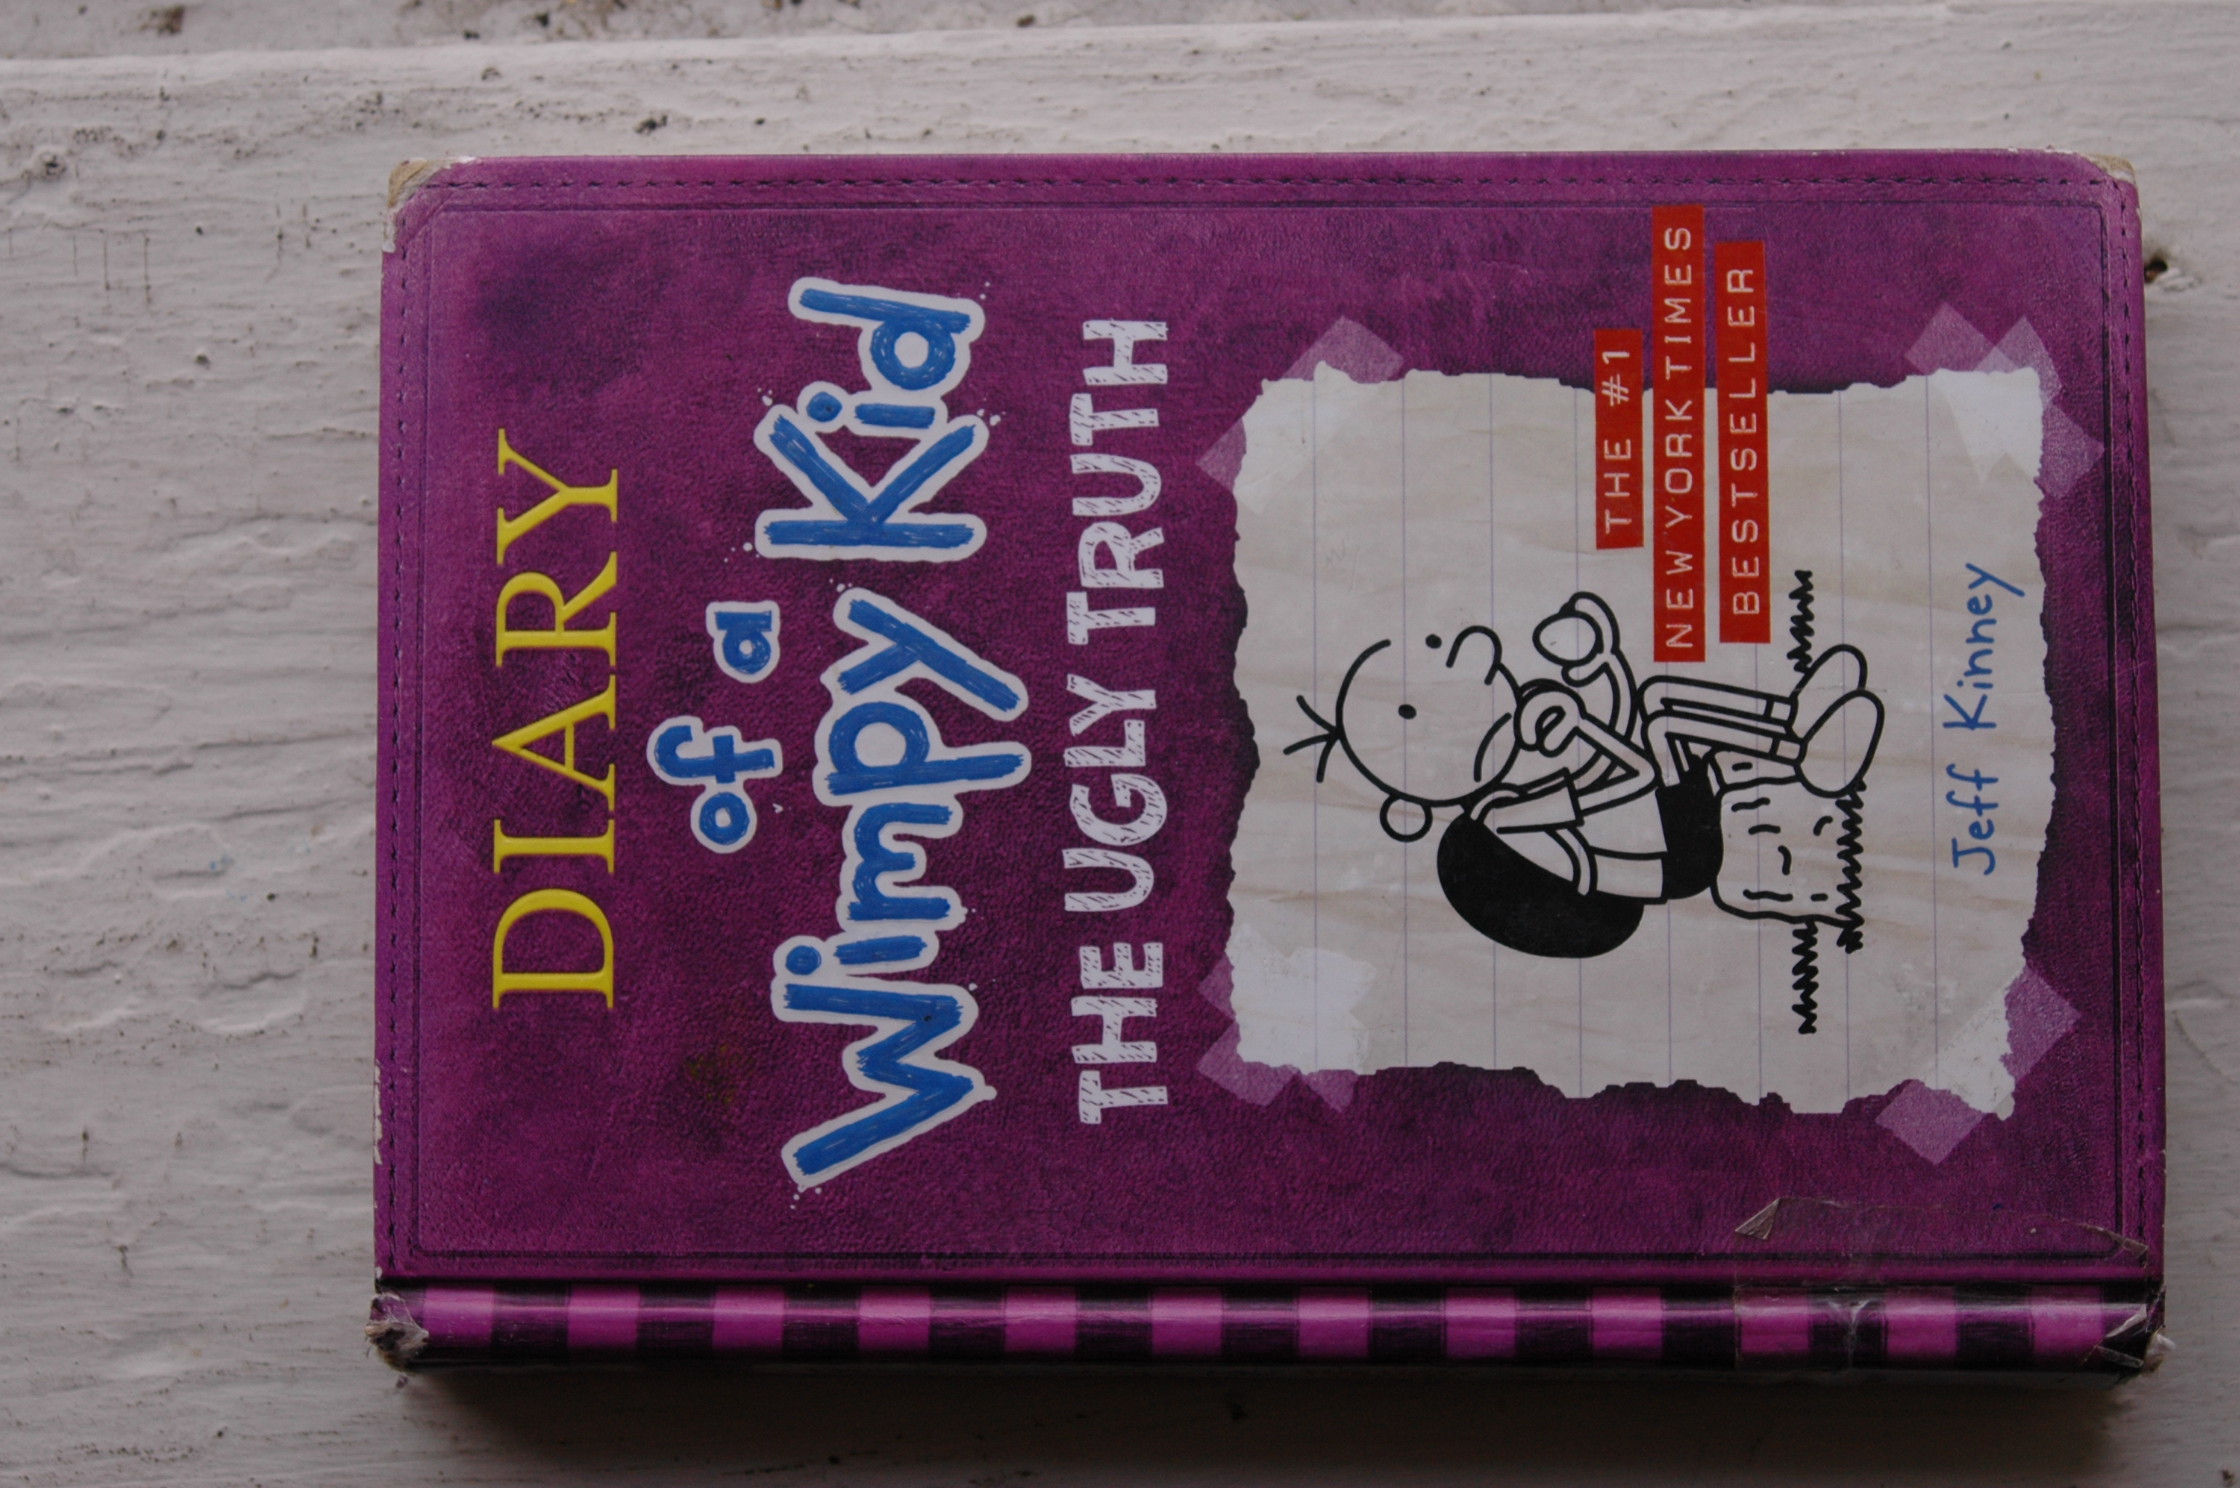 DIARY
of a
Wimpy Kid
THE UGLY TRUTH
THE #1
NEW YORK TIMES
BESTSELLER
Jeff Kinney